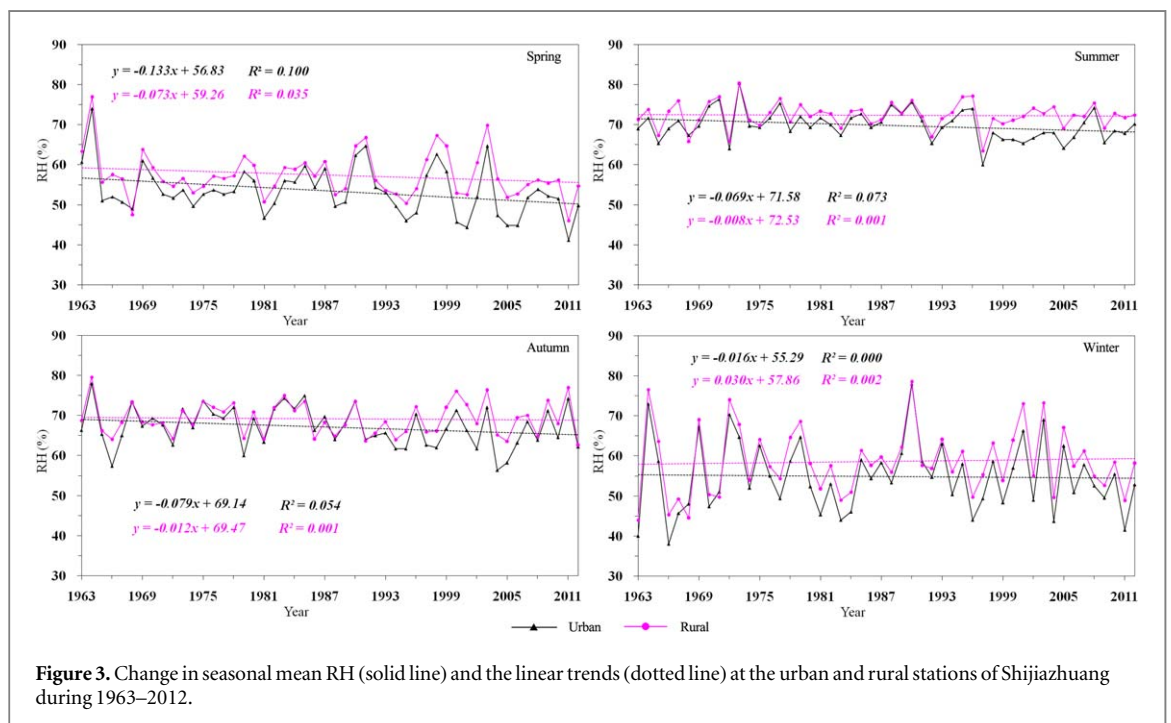 Spring
y = -0.133x + 56.83 R² = 0.100
y = -0.073x + 59.26 R² = 0.035
RH (%)
90
80
70
60
50
40
30
1963 1969 1975 1981 1987 1993 1999 2005 2011
Year
Summer
y = -0.069x + 71.58 R² = 0.073
y = -0.008x + 72.53 R² = 0.001
RH (%)
90
80
70
60
50
40
30
1963 1969 1975 1981 1987 1993 1999 2005 2011
Year
Autumn
y = -0.079x + 69.14 R² = 0.054
y = -0.012x + 69.47 R² = 0.001
RH (%)
90
80
70
60
50
40
30
1963 1969 1975 1981 1987 1993 1999 2005 2011
Year
Winter
y = -0.016x + 55.29 R² = 0.000
y = 0.030x + 57.86 R² = 0.002
RH (%)
90
80
70
60
50
40
30
1963 1969 1975 1981 1987 1993 1999 2005 2011
Year
Urban Rural
Figure 3. Change in seasonal mean RH (solid line) and the linear trends (dotted line) at the urban and rural stations of Shijiazhuang
during 1963–2012.